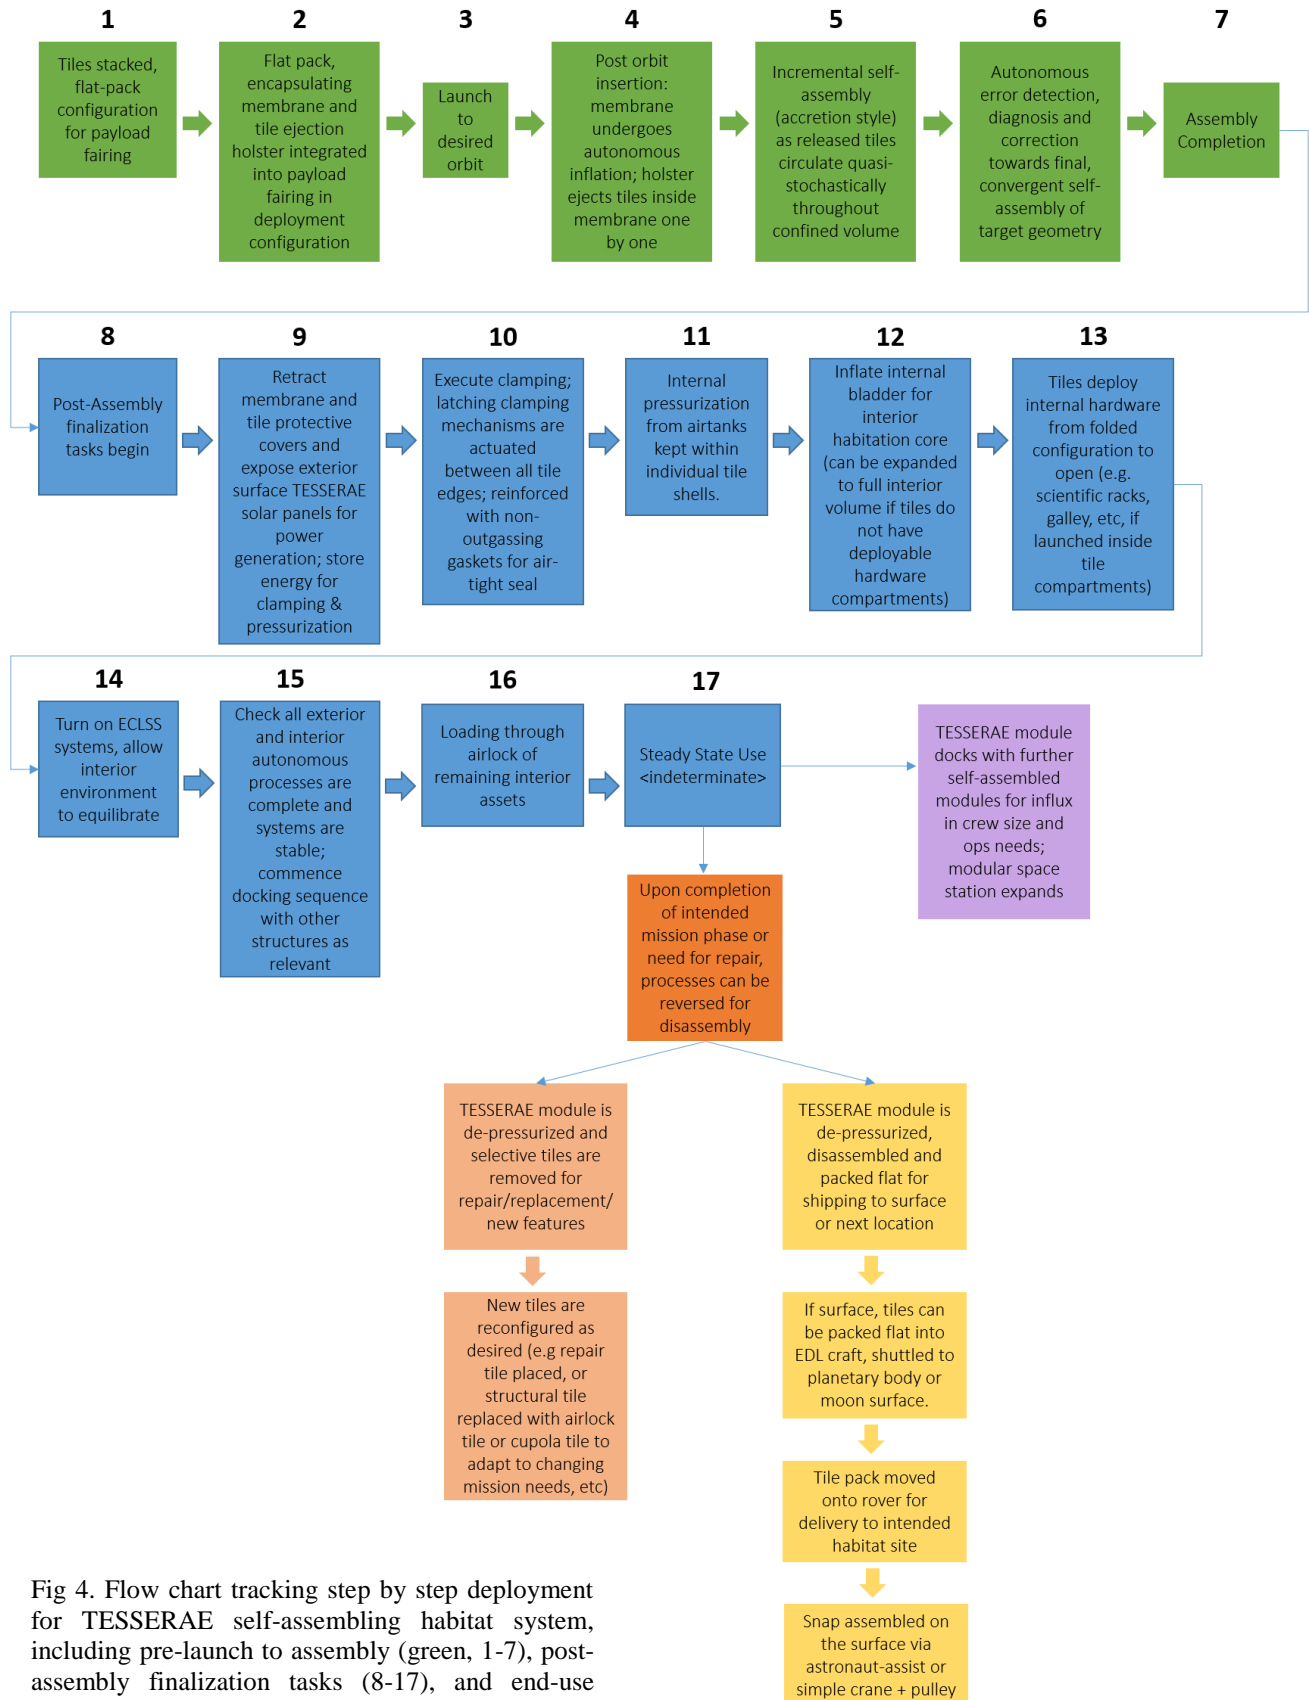 1
Tiles stacked,
flat-pack
configuration
for payload
fairing
2
Flat pack,
encapsulating
membrane and
tile ejection
holster integrated
into payload
fairing in
deployment
configuration
3
Launch
to
desired
orbit
4
Post orbit
insertion:
membrane
undergoes
autonomous
inflation; holster
ejects tiles inside
membrane one
by one
5
Incremental self-
assembly
(accretion style)
as released tiles
circulate quasi-
stochastically
throughout
confined volume
6
Autonomous
error detection,
diagnosis and
correction
towards final,
convergent self-
assembly of
target geometry
7
Assembly
Completion
8
Post-Assembly
finalization
tasks begin
9
Retract
membrane and
tile protective
covers and
expose exterior
surface TESSERAE
solar panels for
power
generation; store
energy for
clamping &
pressurization
10
Execute clamping;
latching clamping
mechanisms are
actuated
between all tile
edges; reinforced
with non-
outgassing
gaskets for air-
tight seal
11
Internal
pressurization
from airtanks
kept within
individual tile
shells.
12
Inflate internal
bladder for
interior
habitation core
(can be expanded
to full interior
volume if tiles do
not have
deployable
hardware
compartments)
13
Tiles deploy
internal hardware
from folded
configuration to
open (e.g.
scientific racks,
galley, etc, if
launched inside
tile
compartments)
14
Turn on ECLSS
systems, allow
interior
environment
to equilibrate
15
Check all exterior
and interior
autonomous
processes are
complete and
systems are
stable;
commence
docking sequence
with other
structures as
relevant
16
Loading through
airlock of
remaining interior
assets
17
Steady State Use
<indeterminate>
TESSERAE module
docks with further
self-assembled
modules for influx
in crew size and
ops needs;
modular space
station expands
Upon completion
of intended
mission phase or
need for repair,
processes can be
reversed for
disassembly
TESSERAE module is
de-pressurized and
selective tiles are
removed for
repair/replacement/
new features
New tiles are
reconfigured as
desired (e.g repair
tile placed, or
structural tile
replaced with airlock
tile or cupola tile to
adapt to changing
mission needs, etc)
TESSERAE module is
de-pressurized,
disassembled and
packed flat for
shipping to surface
or next location
If surface, tiles can
be packed flat into
EDL craft, shuttled to
planetary body or
moon surface.
Tile pack moved
onto rover for
delivery to intended
habitat site
Snap assembled on
the surface via
astronaut-assist or
simple crane + pulley
Fig 4. Flow chart tracking step by step deployment
for TESSERAE self-assembling habitat system,
including pre-launch to assembly (green, 1-7), post-
assembly finalization tasks (8-17), and end-use